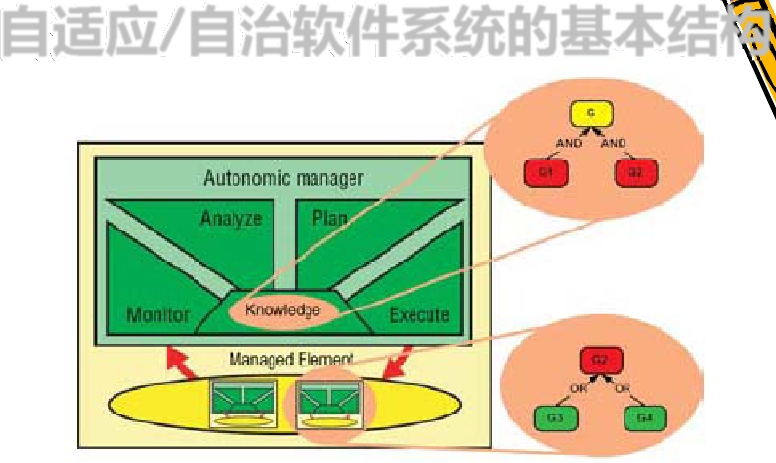 自适应/自治软件系统的基本结构
G
AND AND
G1 G2
Autonomic manager
Analyze Plan
Monitor Knowledge Execute
Managed Element
G2
OR OR
G3 G4